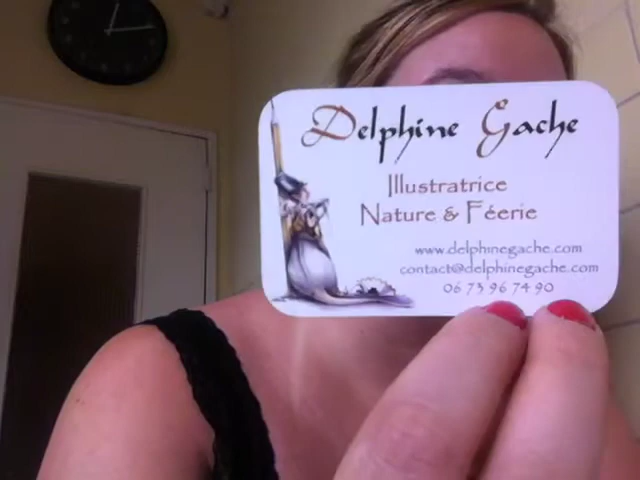 Delphine Gache
Illustratrice
Nature & Féerie
www.delphinegache.com
contact@delphinegache.com
06 73 96 74 90